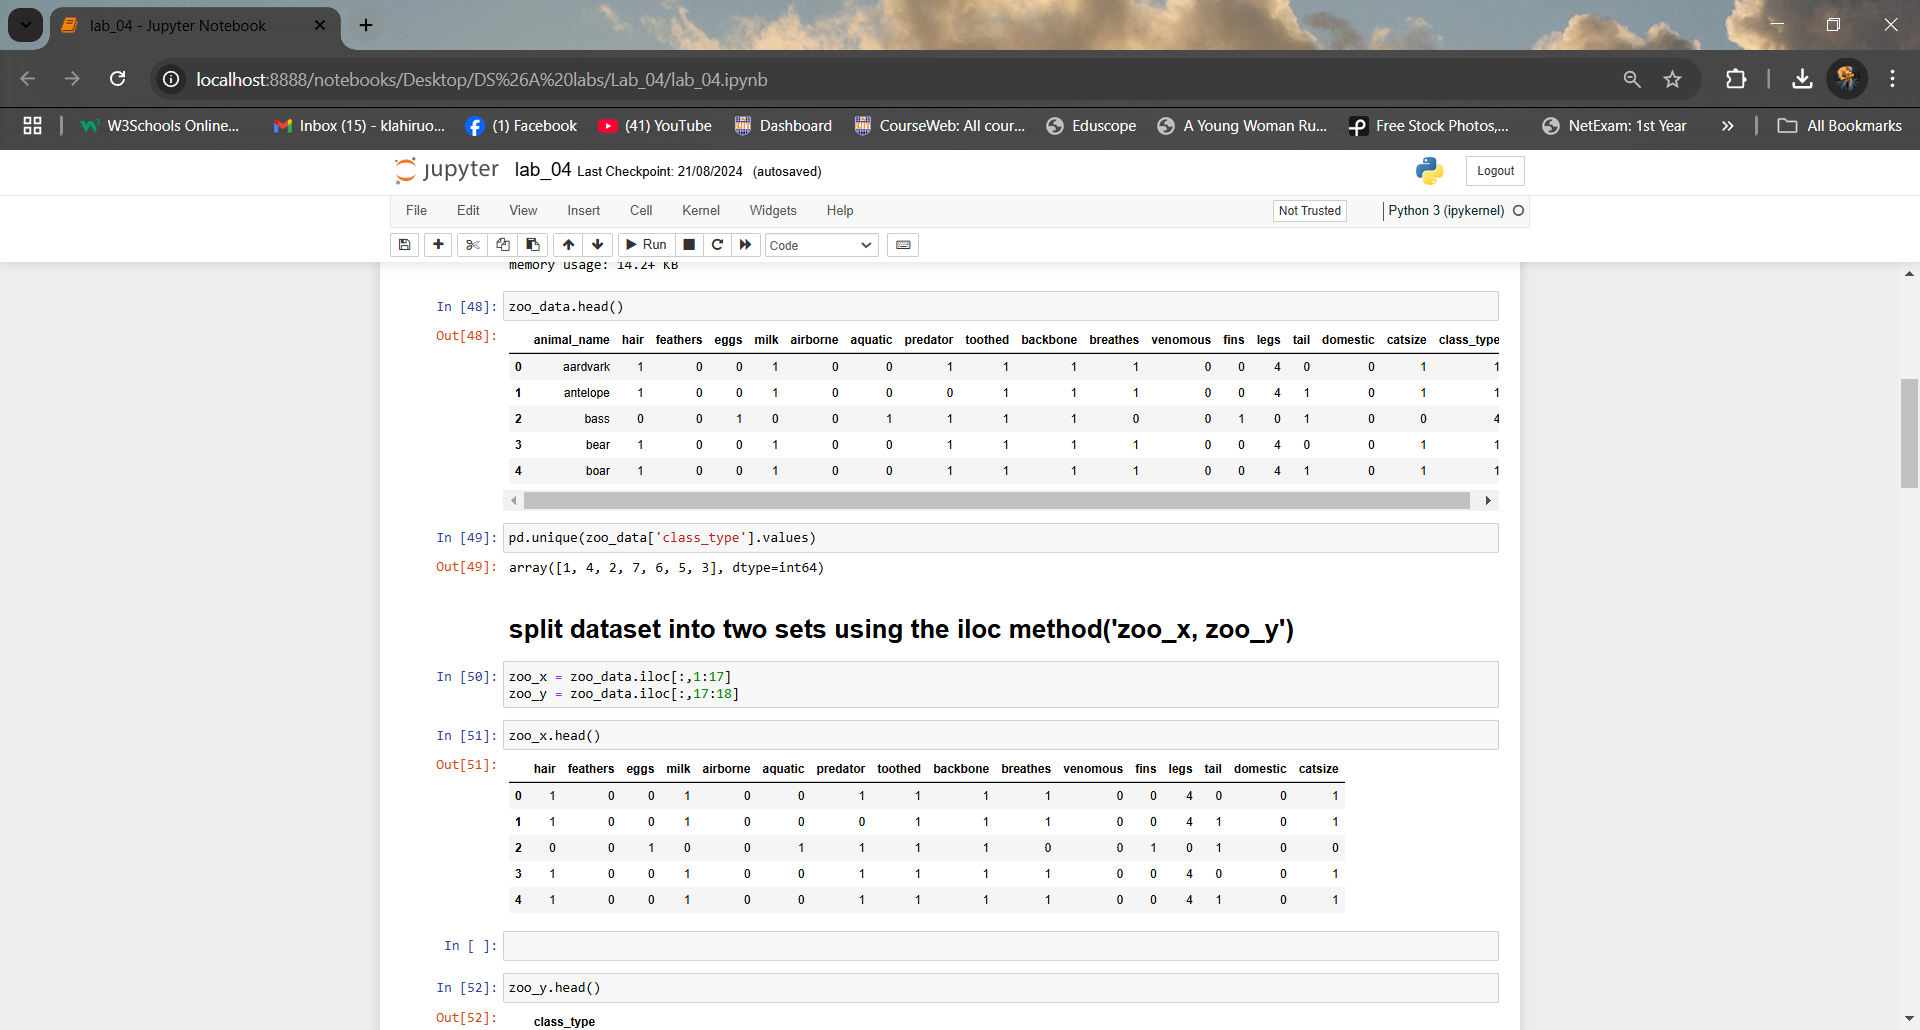 lab_04 - Jupyter Notebook
localhost:8888/notebooks/Desktop/DS%26A%20labs/Lab_04/lab_04.ipynb
W3Schools Online... Inbox (15) - klahiruo... (1) Facebook (41) YouTube Dashboard CourseWeb: All cour... Eduscope A Young Woman Ru... Free Stock Photos,... NetExam: 1st Year » All Bookmarks
jupyter lab_04 Last Checkpoint: 21/08/2024 (autosaved) Logout
File Edit View Insert Cell Kernel Widgets Help Not Trusted Python 3 (ipykernel)
Run Code
memory usage: 14.2+ KB
In [48]: zoo_data.head()
Out[48]:
animal_name hair feathers eggs milk airborne aquatic predator toothed backbone breathes venomous fins legs tail domestic catsize class_type
0 aardvark 1 0 0 1 0 0 1 1 1 1 0 0 4 0 0 1 1
1 antelope 1 0 0 1 0 0 0 1 1 1 0 0 4 1 0 1 1
2 bass 0 0 1 0 0 1 1 1 1 0 0 1 0 1 0 0 4
3 bear 1 0 0 1 0 0 1 1 1 1 0 0 4 0 0 1 1
4 boar 1 0 0 1 0 0 1 1 1 1 0 0 4 1 0 1 1
In [49]: pd.unique(zoo_data['class_type'].values)
Out[49]: array([1, 4, 2, 7, 6, 5, 3], dtype=int64)
split dataset into two sets using the iloc method('zoo_x, zoo_y')
In [50]: zoo_x = zoo_data.iloc[:,1:17]
zoo_y = zoo_data.iloc[:,17:18]
In [51]: zoo_x.head()
Out[51]:
hair feathers eggs milk airborne aquatic predator toothed backbone breathes venomous fins legs tail domestic catsize
0 1 0 0 1 0 0 1 1 1 1 0 0 4 0 0 1
1 1 0 0 1 0 0 0 1 1 1 0 0 4 1 0 1
2 0 0 1 0 0 1 1 1 1 0 0 1 0 1 0 0
3 1 0 0 1 0 0 1 1 1 1 0 0 4 0 0 1
4 1 0 0 1 0 0 1 1 1 1 0 0 4 1 0 1
In [ ]:
In [52]: zoo_y.head()
Out[52]:
class_type